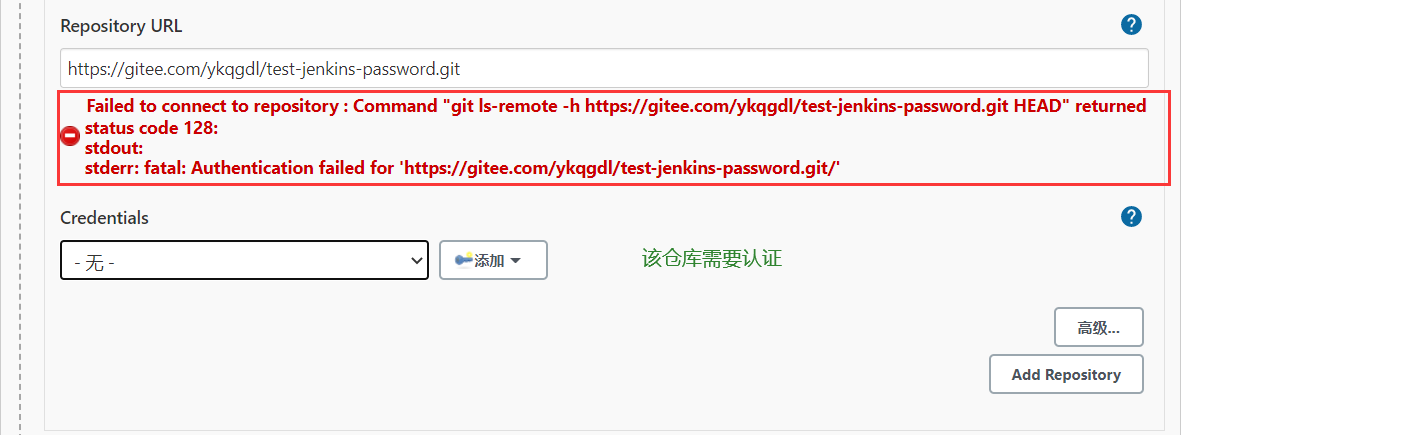 Repository URL
https://gitee.com/ykqgdl/test-jenkins-password.git
Failed to connect to repository : Command "git ls-remote -h https://gitee.com/ykqgdl/test-jenkins-password.git HEAD" returned
status code 128:
stdout:
stderr: fatal: Authentication failed for 'https://gitee.com/ykqgdl/test-jenkins-password.git/'
Credentials
- 无 -
添加
该仓库需要认证
高级...
Add Repository